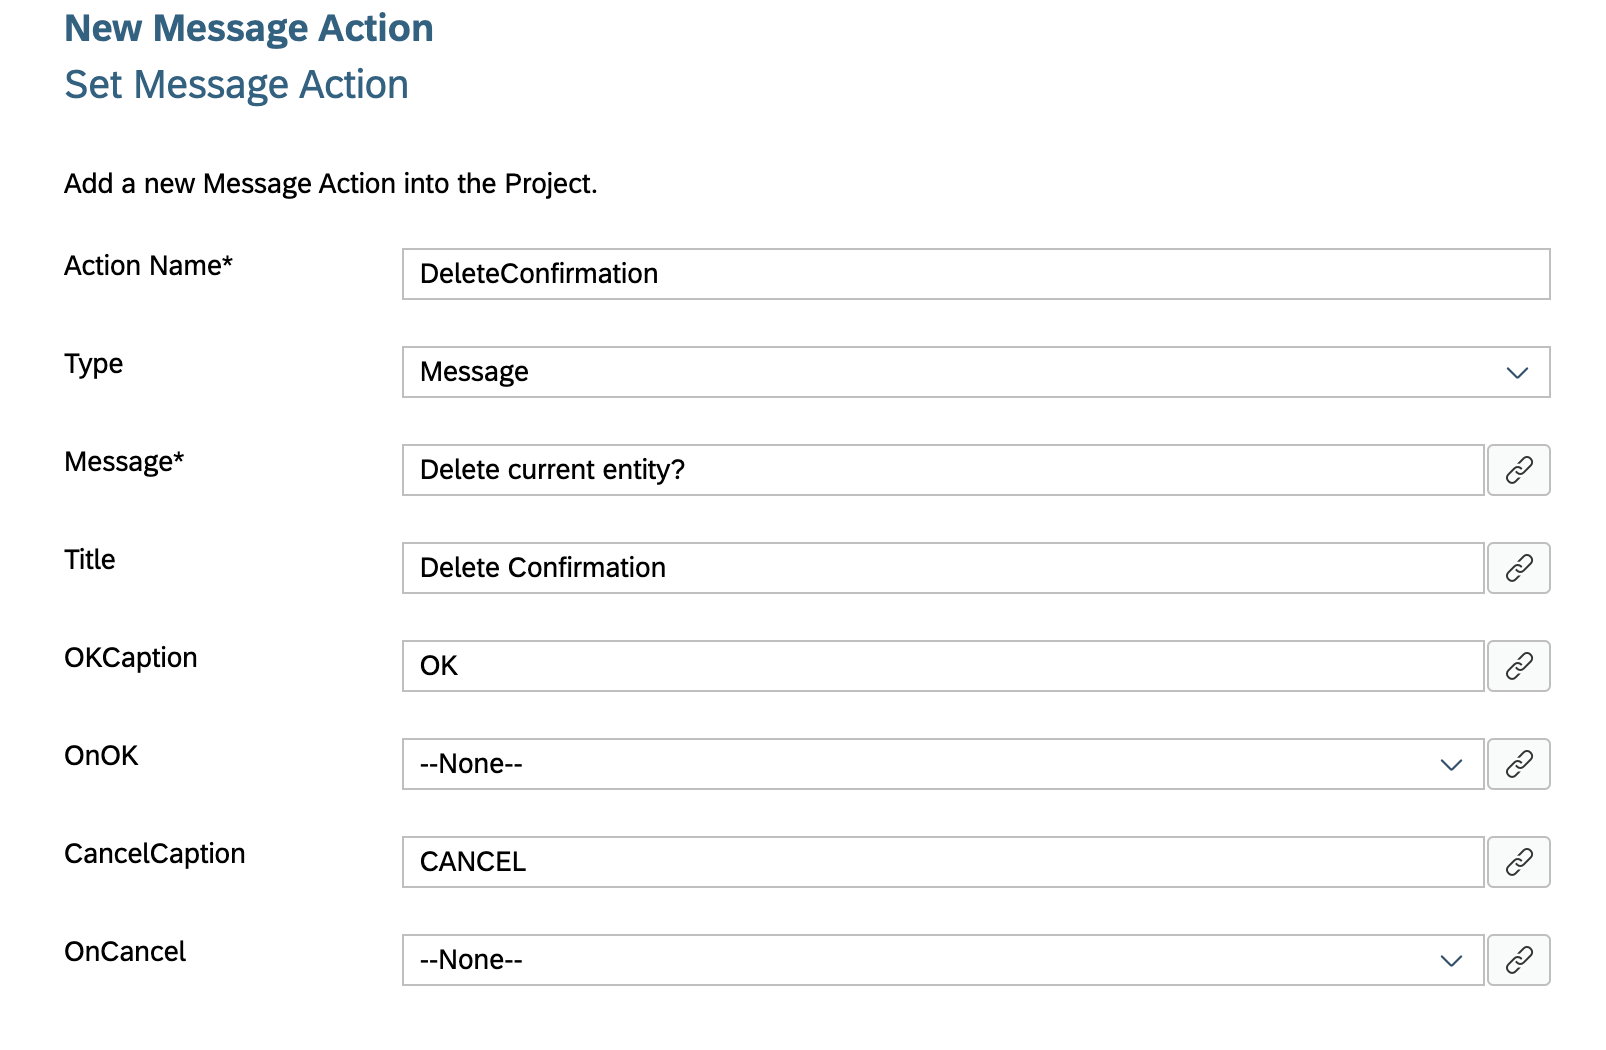 New Message Action
Set Message Action
Add a new Message Action into the Project.
Action Name* DeleteConfirmation
Type Message
Message* Delete current entity?
Title Delete Confirmation
OKCaption OK
OnOK --None--
CancelCaption CANCEL
OnCancel --None--